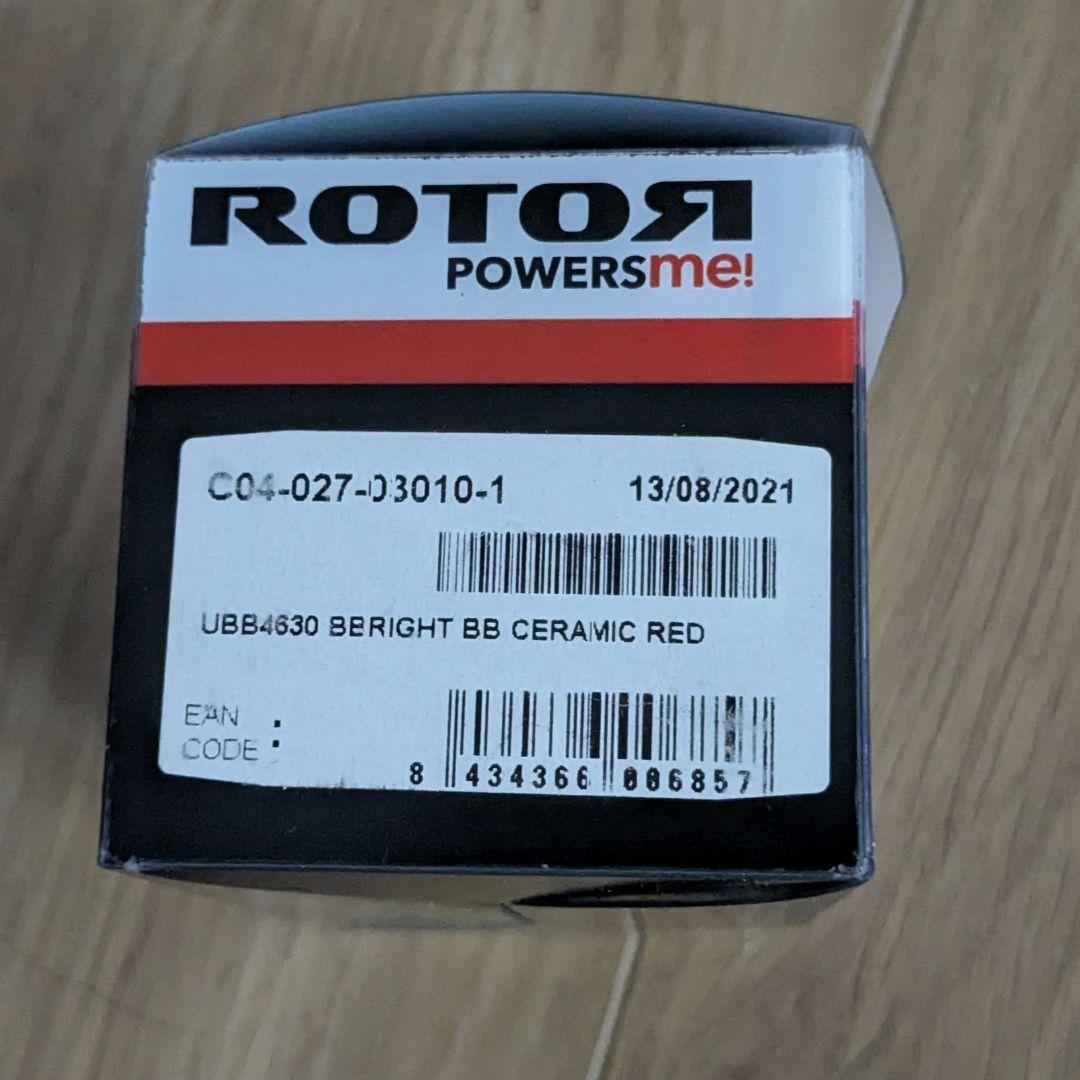 ROTOR
POWERSme!
C04-027-03010-1 13/08/2021
UBB4630 BBRIGHT BB CERAMIC RED
EAN :
CODE :
8 434366 006857